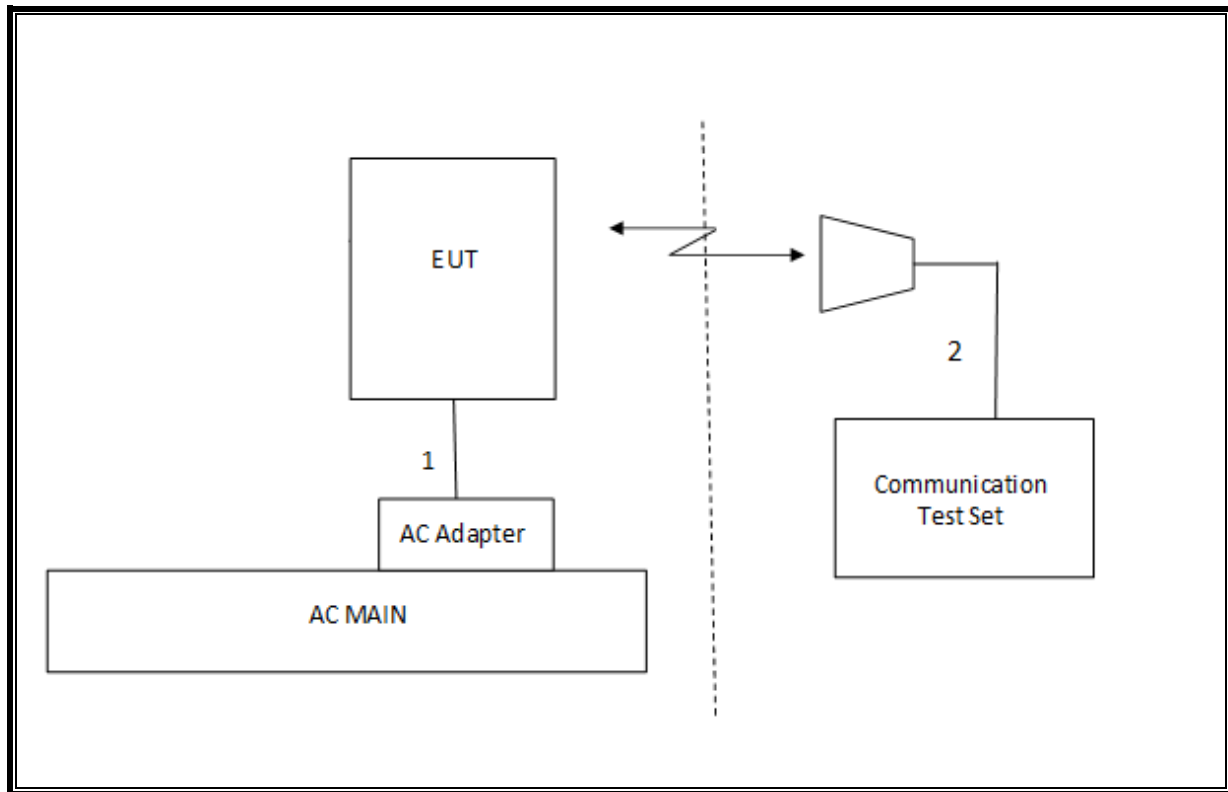 EUT
2
1
Communication
Test Set
AC Adapter
AC MAIN